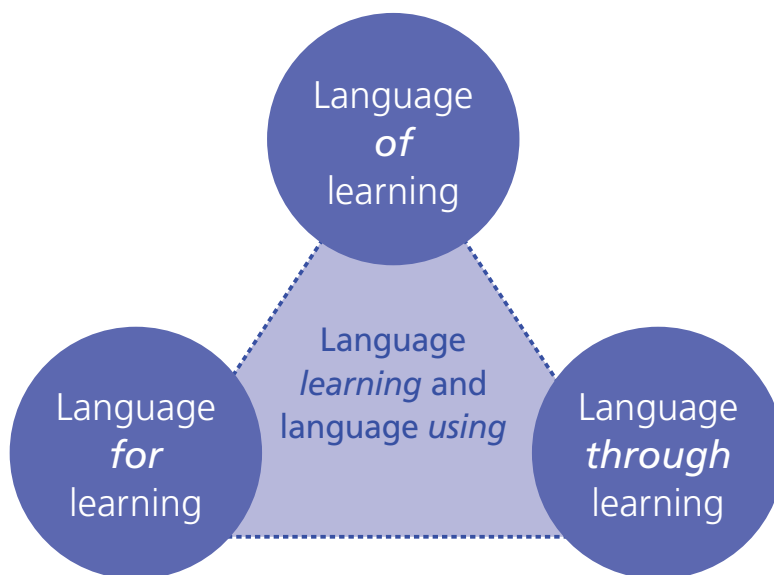 Language
of
learning
Language
learning and
language using
Language
for
learning
Language
through
learning